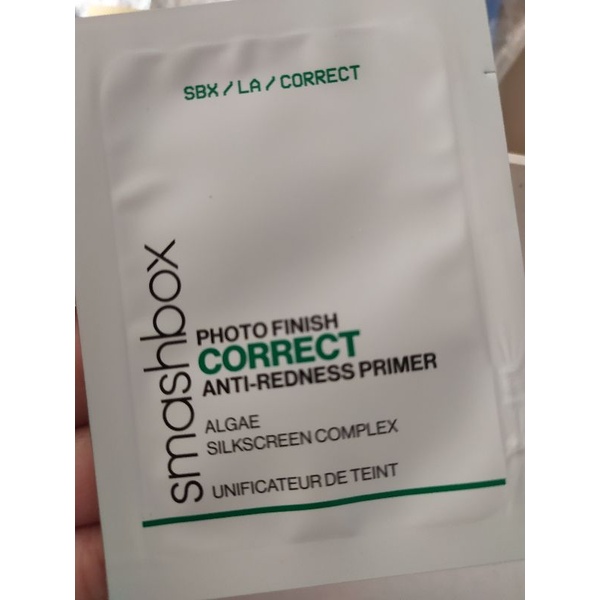 SBX / LA / CORRECT
smashbox
PHOTO FINISH
CORRECT
ANTI-REDNESS PRIMER
ALGAE
SILKSCREEN COMPLEX
UNIFICATEUR DE TEINT